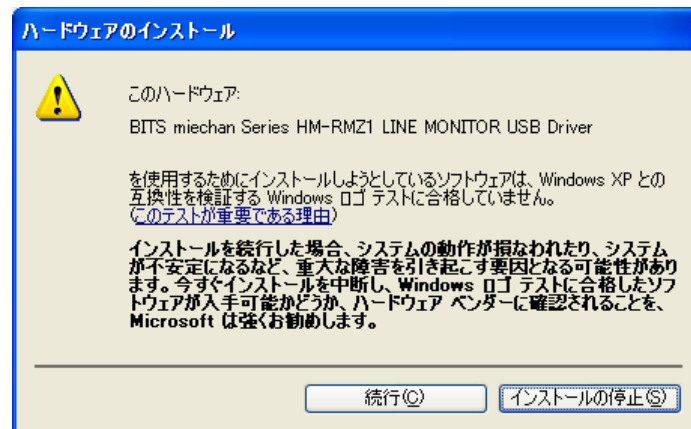 ハードウェアのインストール
このハードウェア:
BITS miechan Series HM-RMZ1 LINE MONITOR USB Driver
を使用するためにインストールしようとしているソフトウェアは、Windows XP との
互換性を検証する Windows ロゴ テストに合格していません。
(このテストが重要である理由)
インストールを続行した場合、システムの動作が損なわれたり、システム
が不安定になるなど、重大な障害を引き起こす要因となる可能性があり
ます。今すぐインストールを中断し、Windows ロゴ テストに合格したソフ
トウェアが入手可能かどうか、ハードウェア ベンダーに確認されることを、
Microsoft は強くお勧めします。
続行(C)
インストールの停止(S)